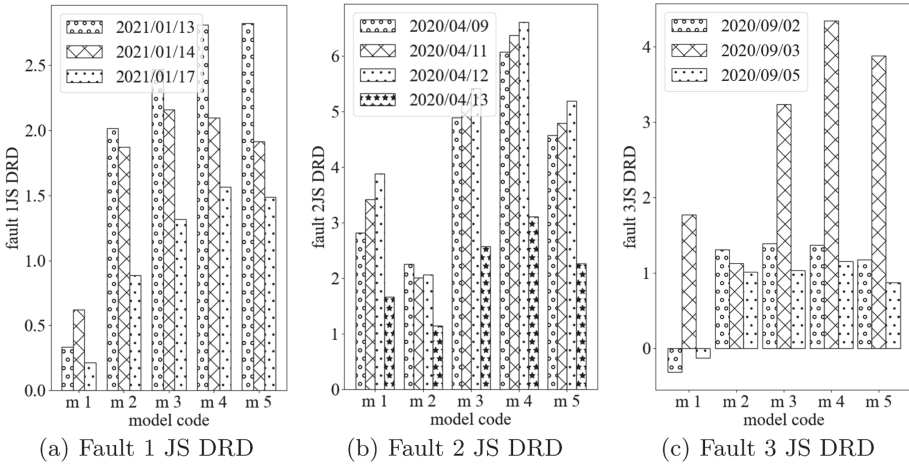 2021/01/13
2021/01/14
2021/01/17
fault 1JS DRD
2.5
2.0
1.5
1.0
0.5
0.0
m 1 m 2 m 3 m 4 m 5
model code
(a) Fault 1 JS DRD
2020/04/09
2020/04/11
2020/04/12
2020/04/13
fault 2JS DRD
6
5
4
3
2
1
0
m 1 m 2 m 3 m 4 m 5
model code
(b) Fault 2 JS DRD
2020/09/02
2020/09/03
2020/09/05
fault 3JS DRD
4
3
2
1
0
m 1 m 2 m 3 m 4 m 5
model code
(c) Fault 3 JS DRD